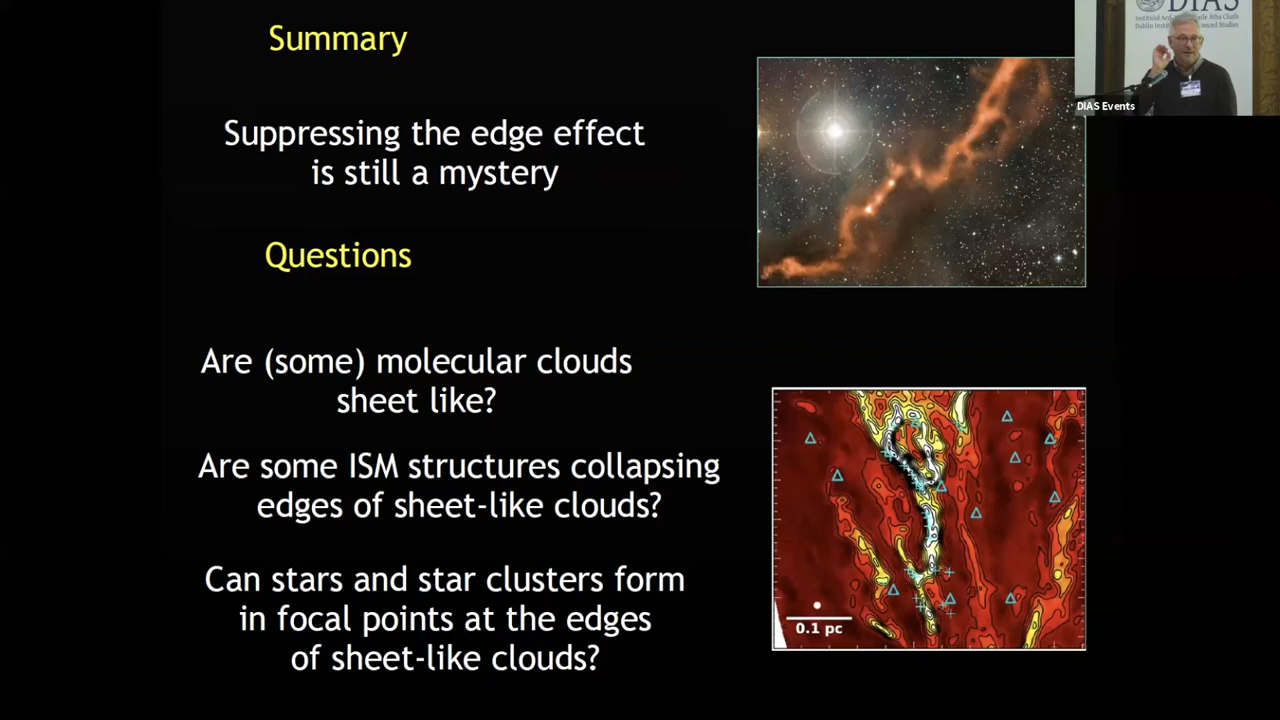 Summary
Suppressing the edge effect
is still a mystery
Questions
Are (some) molecular clouds
sheet like?
Are some ISM structures collapsing
edges of sheet-like clouds?
Can stars and star clusters form
in focal points at the edges
of sheet-like clouds?
0.1 pc
DIAS
DIAS Events